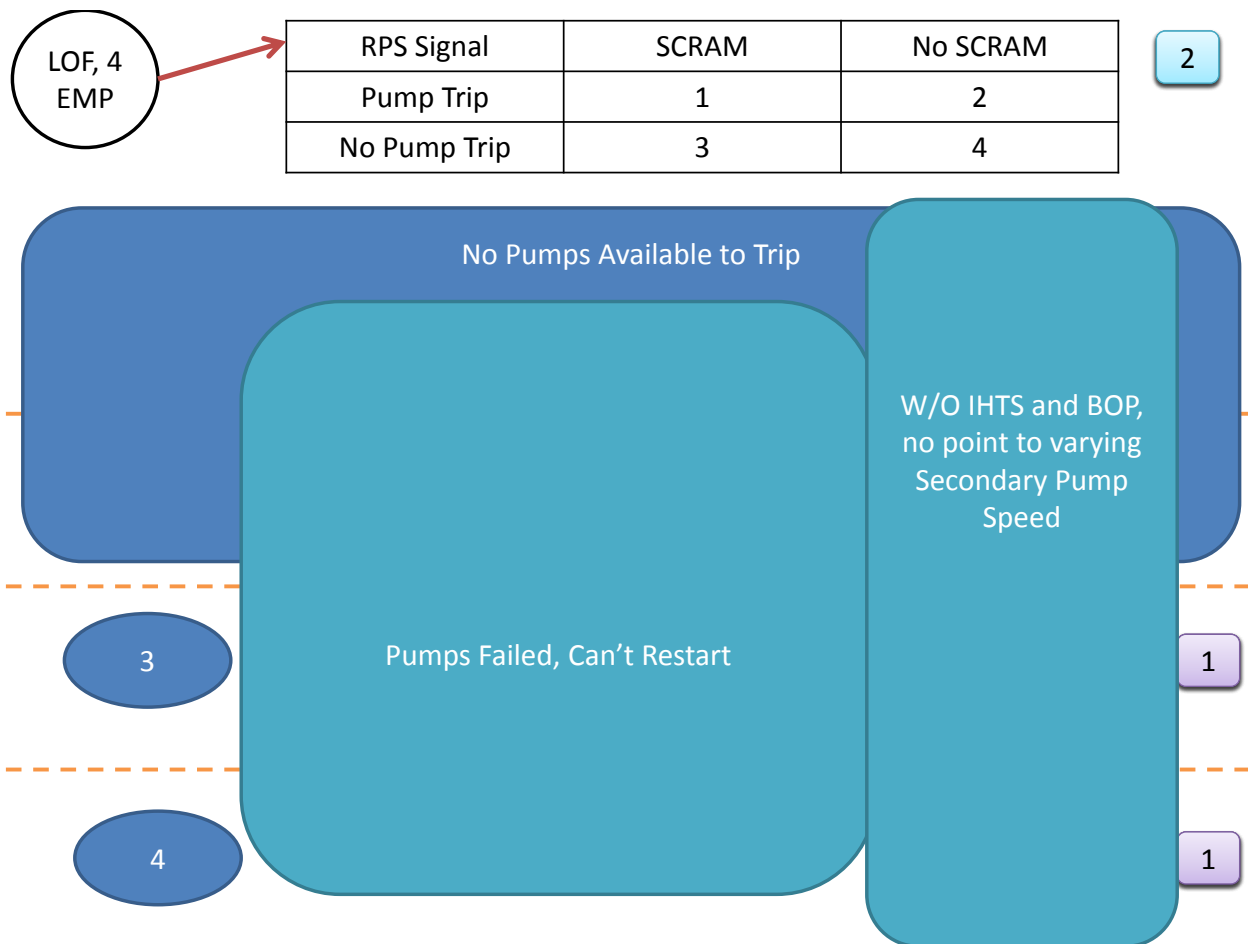 LOF, 4
EMP
RPS Signal SCRAM No SCRAM
Pump Trip 1 2
No Pump Trip 3 4
2
No Pumps Available to Trip
W/O IHTS and BOP,
no point to varying
Secondary Pump
Speed
3 Pumps Failed, Can’t Restart 1
4 1